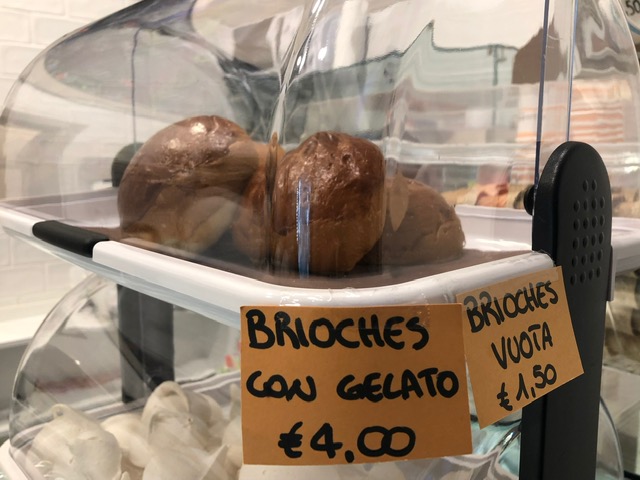 BRIOCHES
CON GELATO
€4,00
BRIOCHES
VUOTA
€1,50